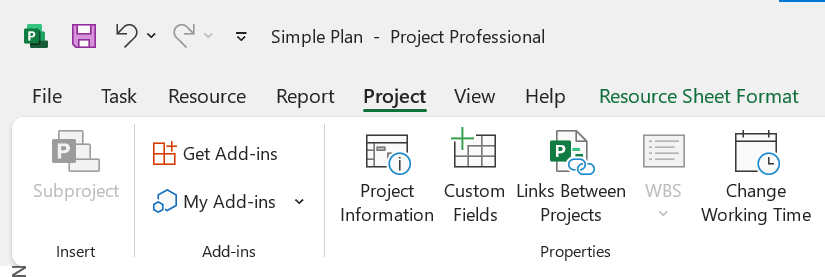 Simple Plan - Project Professional
File Task Resource Report Project View Help Resource Sheet Format
Subproject
Insert
Get Add-ins
My Add-ins
Add-ins
Project
Information
Custom
Fields
Links Between
Projects
WBS
Change
Working Time
Properties
N